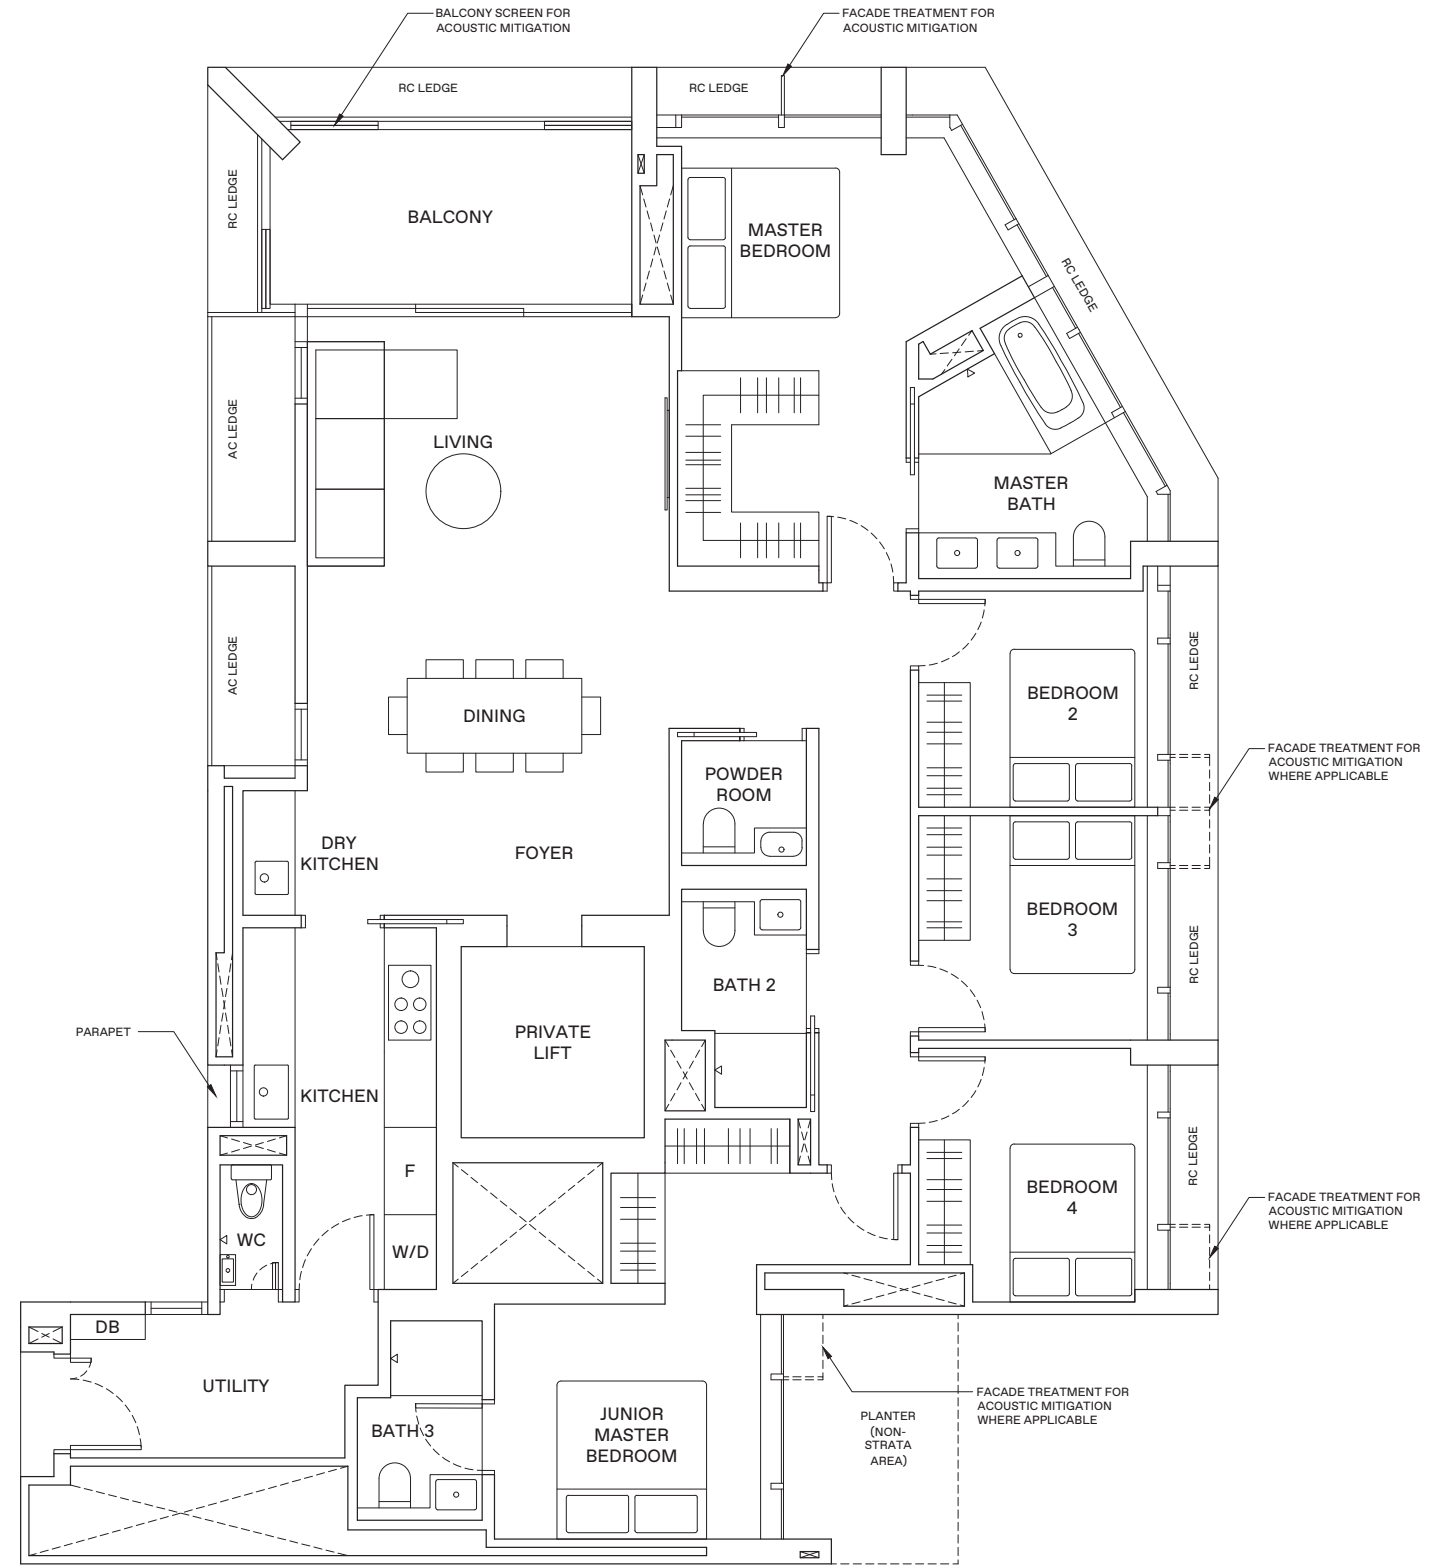 BALCONY SCREEN FOR
ACOUSTIC MITIGATION
FACADE TREATMENT FOR
ACOUSTIC MITIGATION
RC LEDGE
RC LEDGE
RC LEDGE
BALCONY
MASTER
BEDROOM
RC LEDGE
AC LEDGE
LIVING
MASTER
BATH
AC LEDGE
DINING
BEDROOM
2
RC LEDGE
FACADE TREATMENT FOR
ACOUSTIC MITIGATION
WHERE APPLICABLE
POWDER
ROOM
DRY
KITCHEN
FOYER
BEDROOM
3
RC LEDGE
BATH 2
PARAPET
PRIVATE
LIFT
KITCHEN
F
BEDROOM
4
RC LEDGE
FACADE TREATMENT FOR
ACOUSTIC MITIGATION
WHERE APPLICABLE
WC
W/D
DB
UTILITY
BATH 3
JUNIOR
MASTER
BEDROOM
FACADE TREATMENT FOR
ACOUSTIC MITIGATION
WHERE APPLICABLE
PLANTER
(NON-
STRATA
AREA)